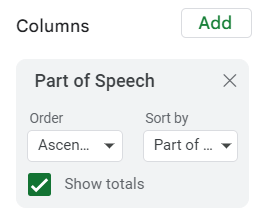 Columns Add
Part of Speech
Order Sort by
Ascen... Part of ...
Show totals